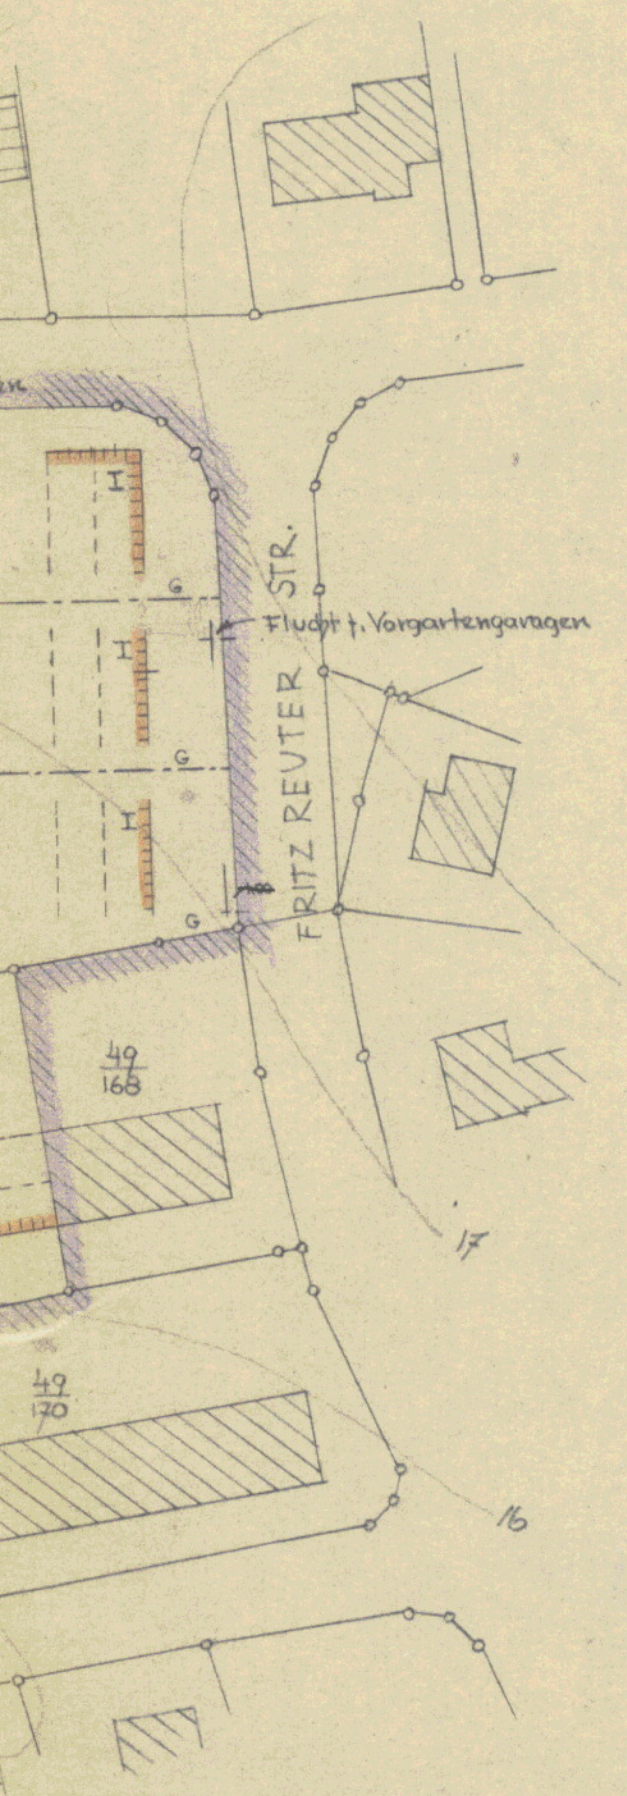 I
G
FRITZ REUTER STR.
Flucht f. Vorgartengaragen
I
G
I
G
49
168
17
49
170
16